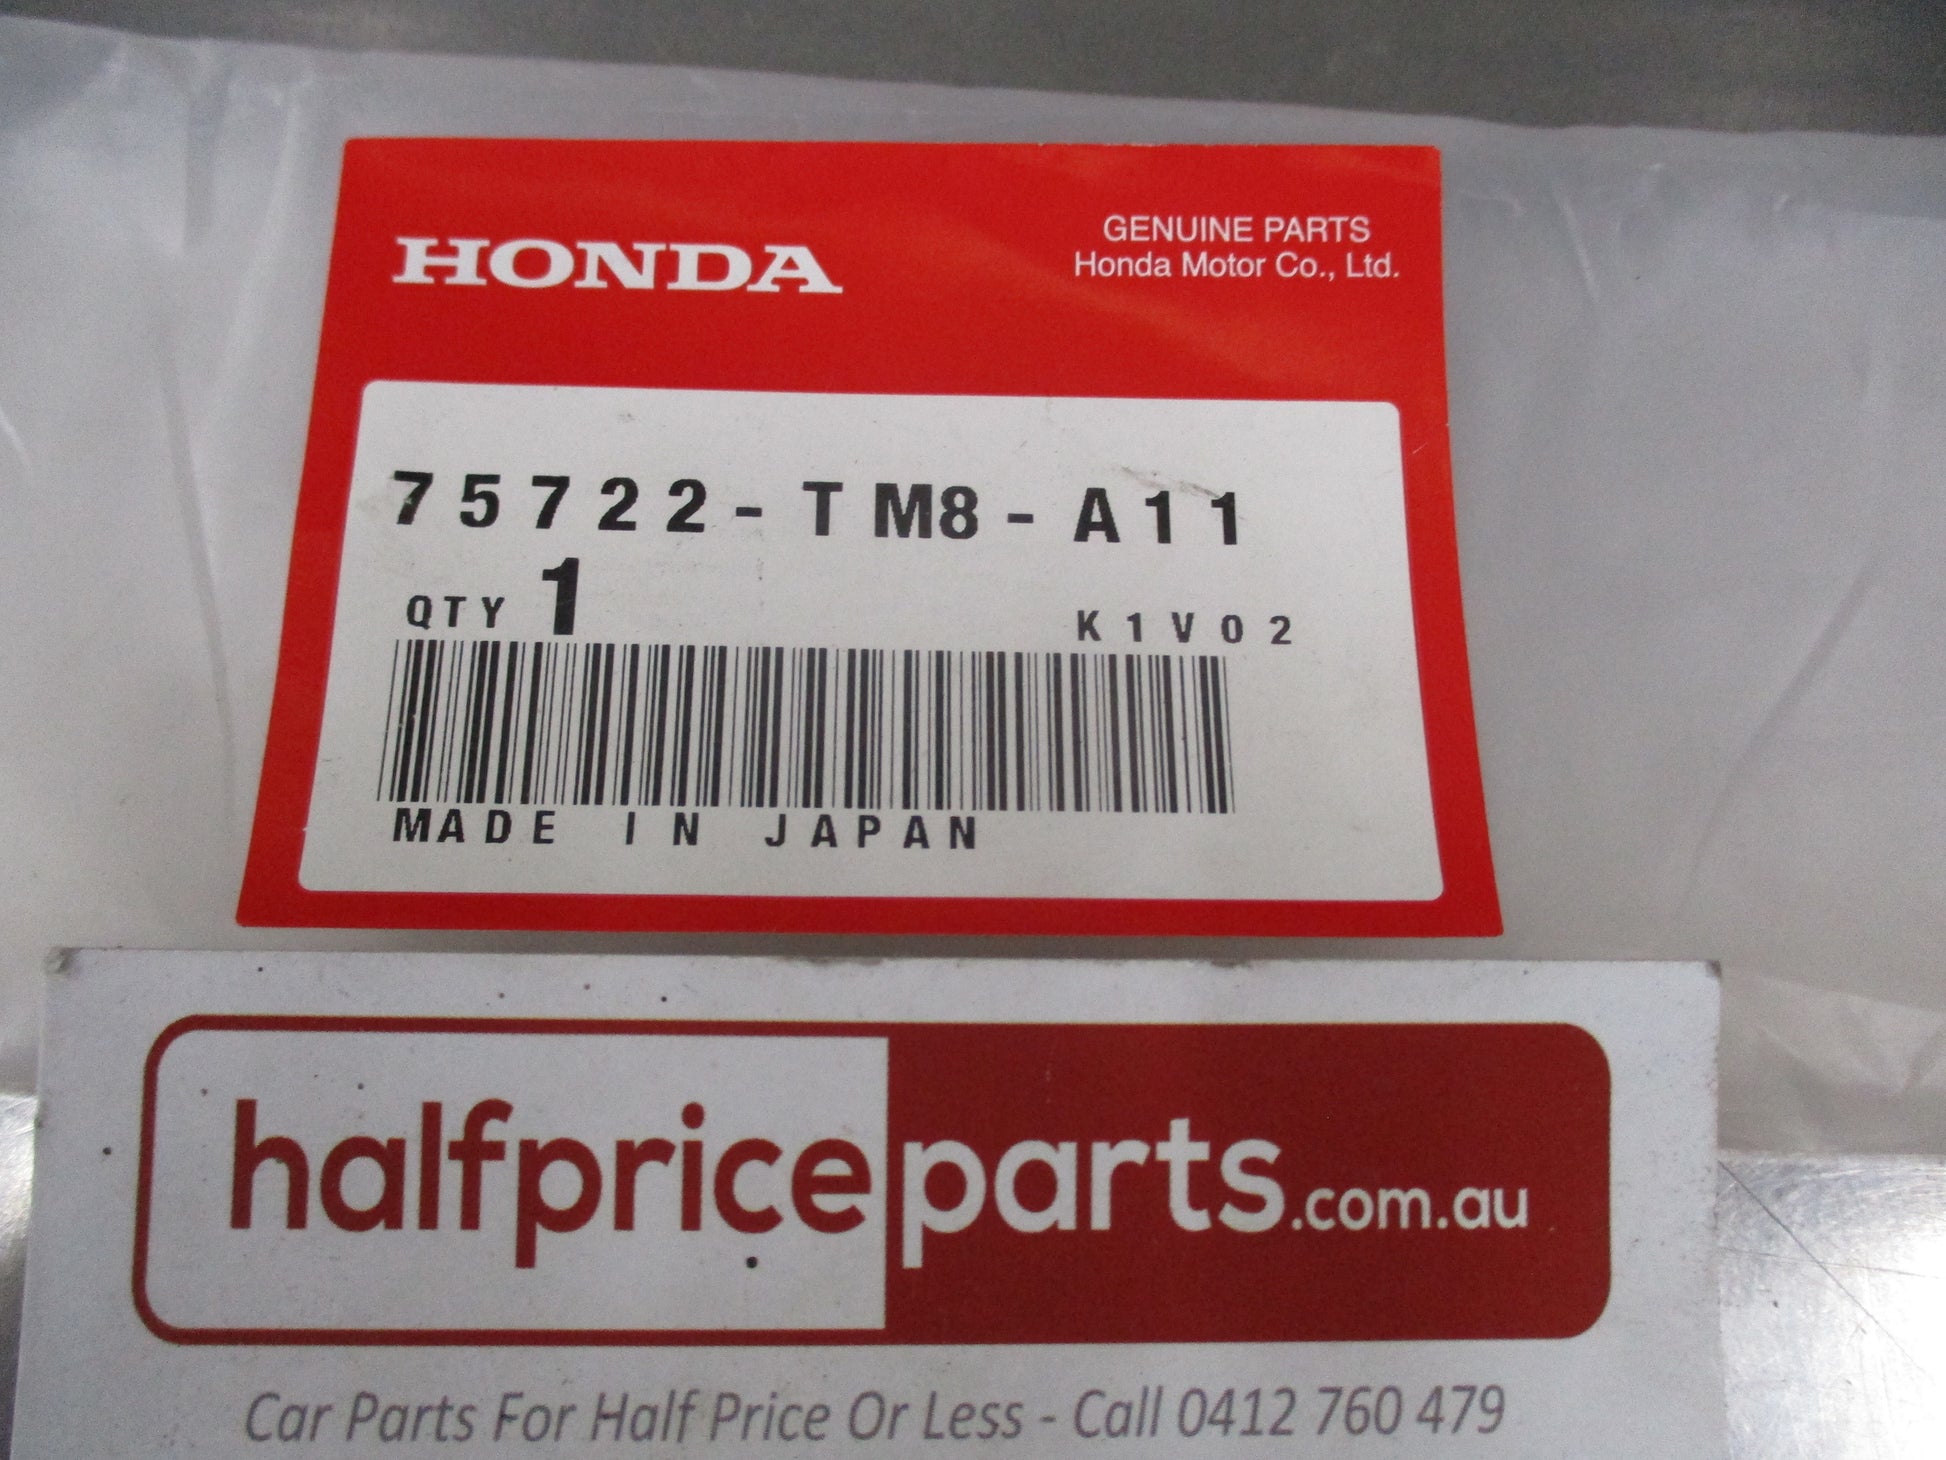 HONDA
GENUINE PARTS
Honda Motor Co., Ltd.
75722-TM8-A11
QTY 1
K1V02
MADE IN JAPAN
halfpriceparts.com.au
Car Parts For Half Price Or Less - Call 0412 760 479